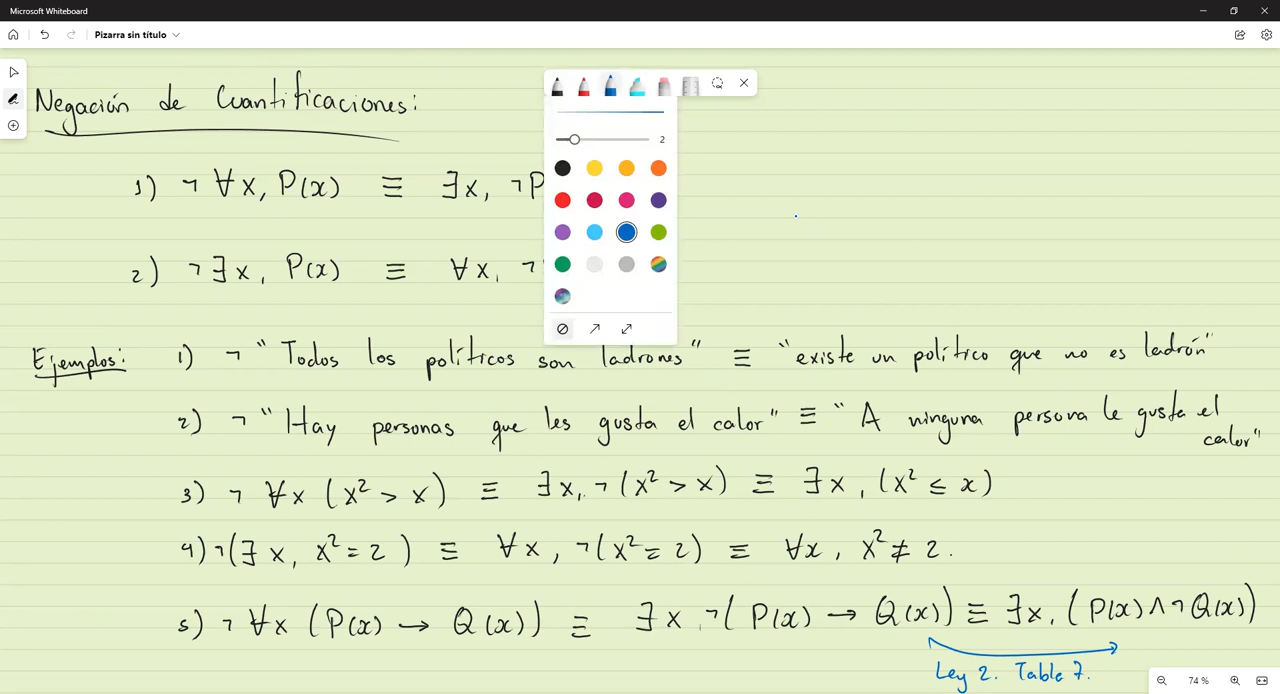 Microsoft Whiteboard
Pizarra sin título
Negación de Cuantificaciones:
2
1) ¬ ∀x, P(x) ≡ ∃x, ¬P
2) ¬∃x, P(x) ≡ ∀x, ¬
Ejemplos: 1) ¬ "Todos los políticos son ladrones" ≡ "existe un político que no es ladrón"
2) ¬ "Hay personas que les gusta el calor" ≡ "A ninguna persona le gusta el
calor"
3) ¬ ∀x (x² > x) ≡ ∃x, ¬(x² > x) ≡ ∃x, (x² ≤ x)
4) ¬(∃x, x² = 2) ≡ ∀x, ¬(x² = 2) ≡ ∀x, x² ≠ 2.
5) ¬ ∀x (P(x) → Q(x)) ≡ ∃x, ¬(P(x) → Q(x)) ≡ ∃x, (P(x) ∧ ¬Q(x))
Ley 2. Table 7.
74 %